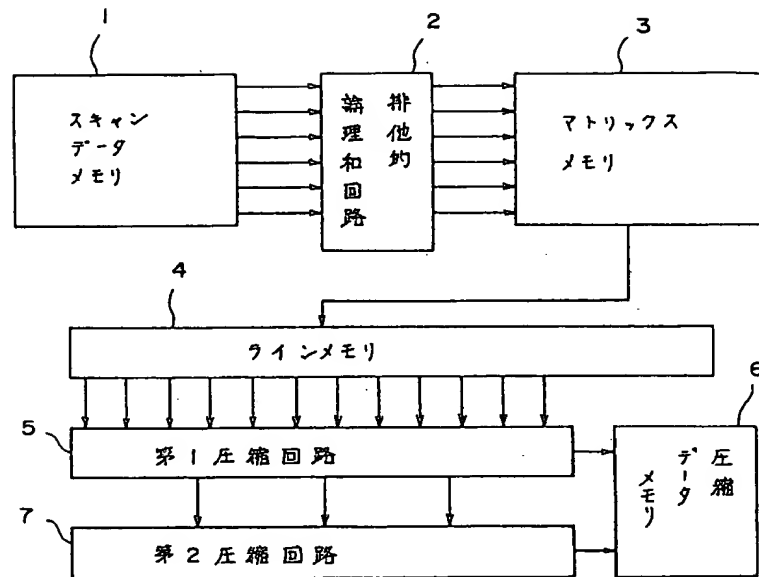 1
スキャン
データ
メモリ
2
排他的
論理和回路
3
マトリックス
メモリ
4
ラインメモリ
5
第1圧縮回路
6
圧縮
データ
メモリ
7
第2圧縮回路